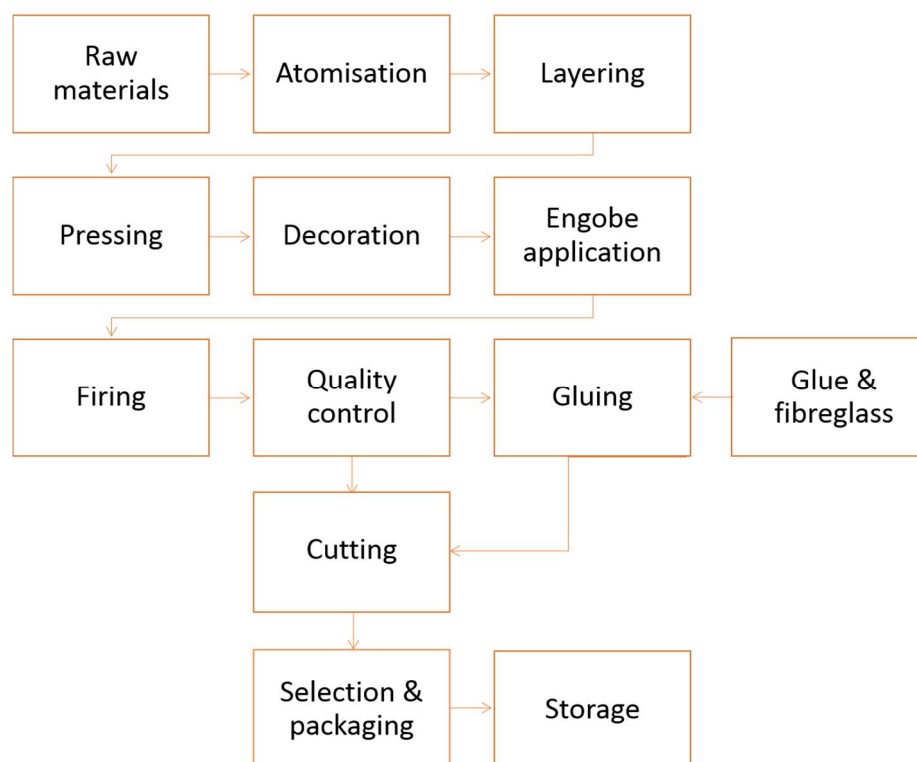 Raw
materials
Atomisation
Layering
Pressing
Decoration
Engobe
application
Firing
Quality
control
Gluing
Glue &
fibreglass
Cutting
Selection &
packaging
Storage